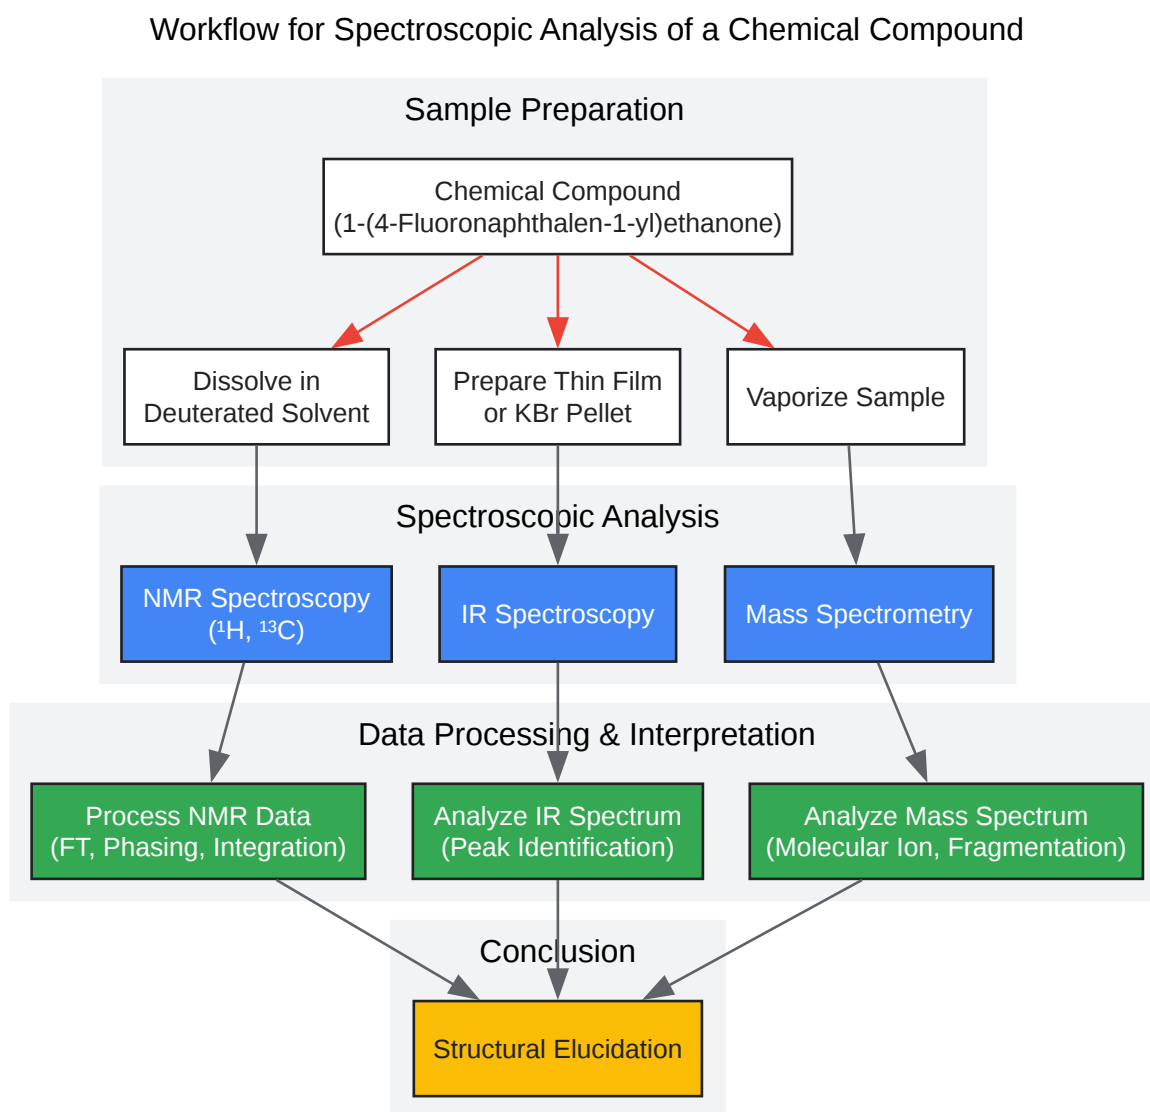 Workflow for Spectroscopic Analysis of a Chemical Compound
Sample Preparation
Chemical Compound
(1-(4-Fluoronaphthalen-1-yl)ethanone)
Dissolve in
Deuterated Solvent
Prepare Thin Film
or KBr Pellet
Vaporize Sample
Spectroscopic Analysis
NMR Spectroscopy
(¹H, ¹³C)
IR Spectroscopy
Mass Spectrometry
Data Processing & Interpretation
Process NMR Data
(FT, Phasing, Integration)
Analyze IR Spectrum
(Peak Identification)
Analyze Mass Spectrum
(Molecular Ion, Fragmentation)
Conclusion
Structural Elucidation